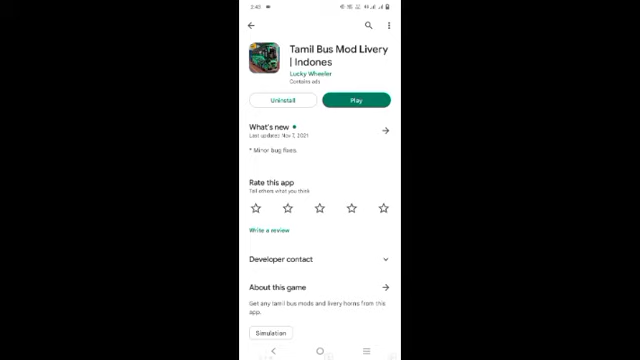 2:43
Tamil Bus Mod Livery
| Indones
Lucky Wheeler
Contains ads
Uninstall
Play
What's new
Last updated Nov 7, 2021
* Minor bug fixes.
Rate this app
Tell others what you think
Write a review
Developer contact
About this game
Get any tamil bus mods and livery horns from this
app.
Simulation